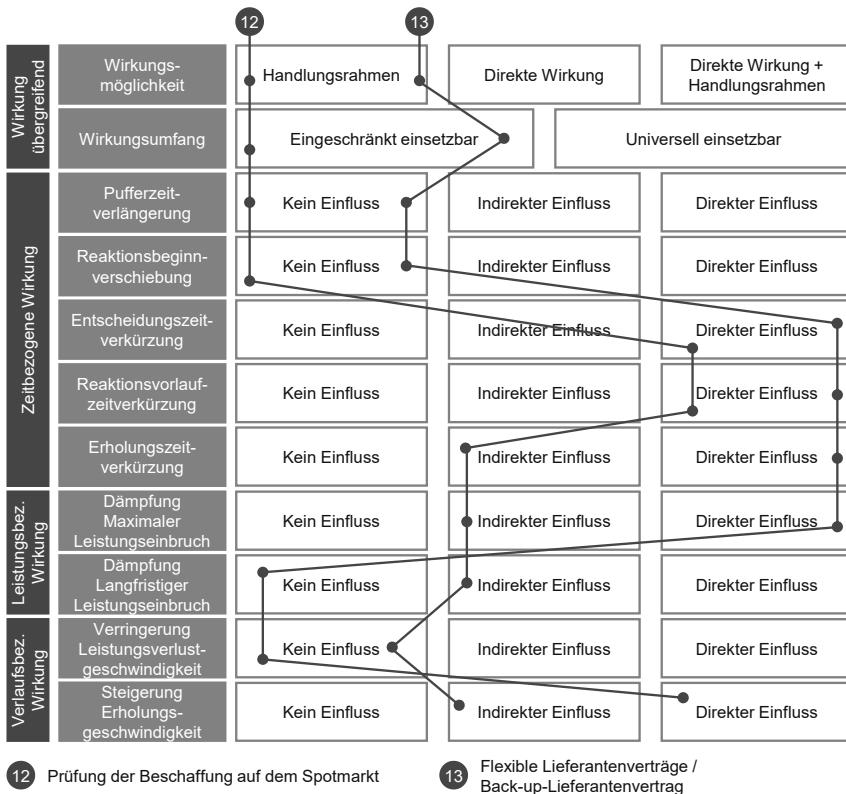 12
13
Wirkung
übergreifend
Wirkungs-
möglichkeit
Handlungsrahmen
Direkte Wirkung
Direkte Wirkung +
Handlungsrahmen
Wirkungsumfang
Eingeschränkt einsetzbar
Universell einsetzbar
Zeitbezogene Wirkung
Pufferzeit-
verlängerung
Kein Einfluss
Indirekter Einfluss
Direkter Einfluss
Reaktionsbeginn-
verschiebung
Kein Einfluss
Indirekter Einfluss
Direkter Einfluss
Entscheidungszeit-
verkürzung
Kein Einfluss
Indirekter Einfluss
Direkter Einfluss
Reaktionsvorlauf-
zeitverkürzung
Kein Einfluss
Indirekter Einfluss
Direkter Einfluss
Erholungszeit-
verkürzung
Kein Einfluss
Indirekter Einfluss
Direkter Einfluss
Leistungsbez.
Wirkung
Dämpfung
Maximaler
Leistungseinbruch
Kein Einfluss
Indirekter Einfluss
Direkter Einfluss
Dämpfung
Langfristiger
Leistungseinbruch
Kein Einfluss
Indirekter Einfluss
Direkter Einfluss
Verlaufsbez.
Wirkung
Verringerung
Leistungsverlust-
geschwindigkeit
Kein Einfluss
Indirekter Einfluss
Direkter Einfluss
Steigerung
Erholungs-
geschwindigkeit
Kein Einfluss
Indirekter Einfluss
Direkter Einfluss
12 Prüfung der Beschaffung auf dem Spotmarkt
13 Flexible Lieferantenverträge /
Back-up-Lieferantenvertrag